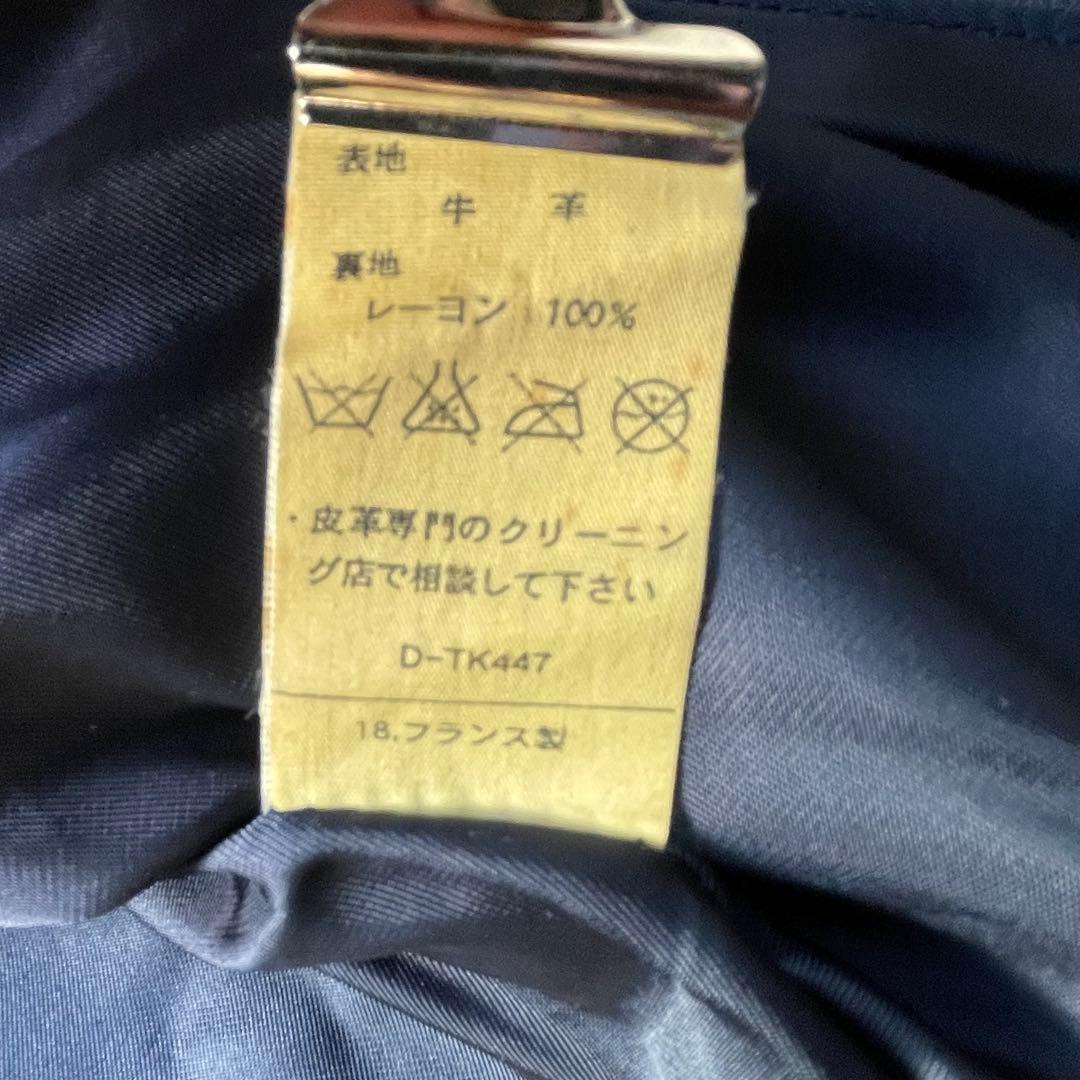 表地
牛 革
裏地
レーヨン 100%
・皮革専門のクリーニン
グ店で相談して下さい
D-TK447
18.フランス製